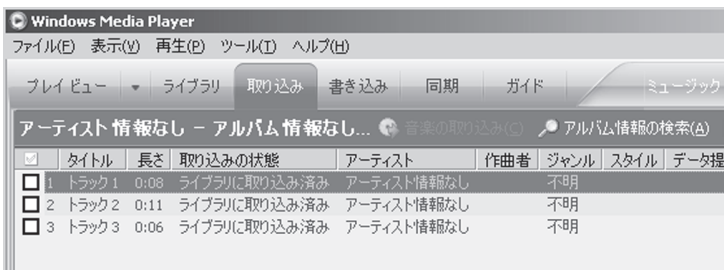 Windows Media Player
ファイル(F) 表示(V) 再生(P) ツール(T) ヘルプ(H)
プレイ ビュー ライブラリ 取り込み 書き込み 同期 ガイド ミュージック
アーティスト情報なし - アルバム情報なし... 音楽の取り込み(C) アルバム情報の検索(A)
タイトル 長さ 取り込みの状態 アーティスト 作曲者 ジャンル スタイル データ提
1 トラック 1 0:08 ライブラリに取り込み済み アーティスト情報なし 不明
2 トラック 2 0:11 ライブラリに取り込み済み アーティスト情報なし 不明
3 トラック 3 0:06 ライブラリに取り込み済み アーティスト情報なし 不明